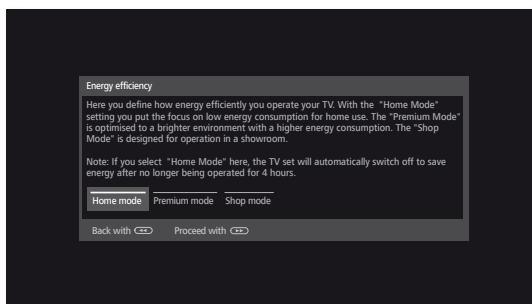 Energy efficiency
Here you define how energy efficiently you operate your TV. With the "Home Mode"
setting you put the focus on low energy consumption for home use. The "Premium Mode"
is optimised to a brighter environment with a higher energy consumption. The "Shop
Mode" is designed for operation in a showroom.
Note: If you select "Home Mode" here, the TV set will automatically switch off to save
energy after no longer being operated for 4 hours.
Home mode Premium mode Shop mode
Back with Proceed with